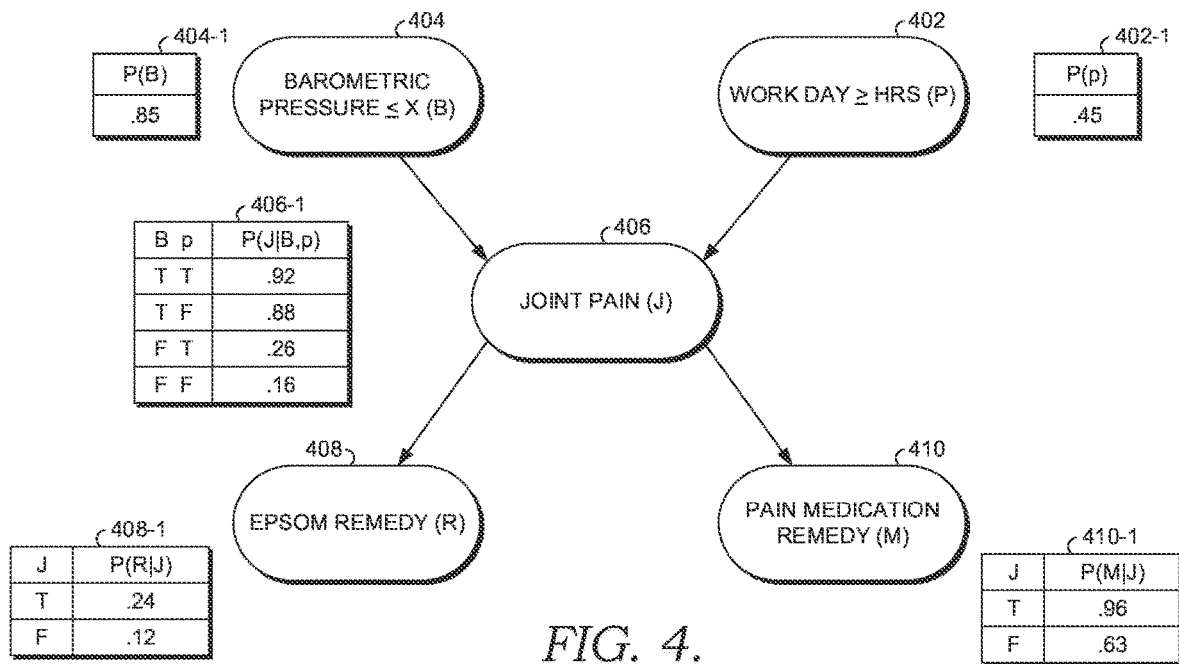 404
402
404-1
402-1
P(B)
.85
BAROMETRIC
PRESSURE ≤ X (B)
WORK DAY ≥ HRS (P)
P(p)
.45
406-1
B p P(J|B,p)
T T .92
T F .88
F T .26
F F .16
406
JOINT PAIN (J)
408
410
EPSOM REMEDY (R)
PAIN MEDICATION
REMEDY (M)
408-1
J P(R|J)
T .24
F .12
410-1
J P(M|J)
T .96
F .63
FIG. 4.